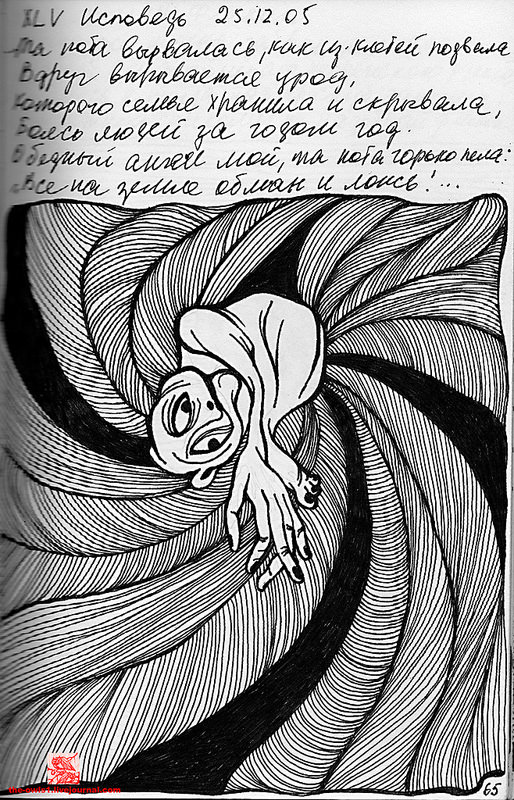 XLV Исповедь 25.12.05
Та нота вырвалась, как из клетей подвала
Вдруг вырывается урод,
Которого семье хранила и скрывала,
Боясь людей за годом год.
О бедный ангел мой, та нота горько пела:
"Все на земле обман и ложь!...
65